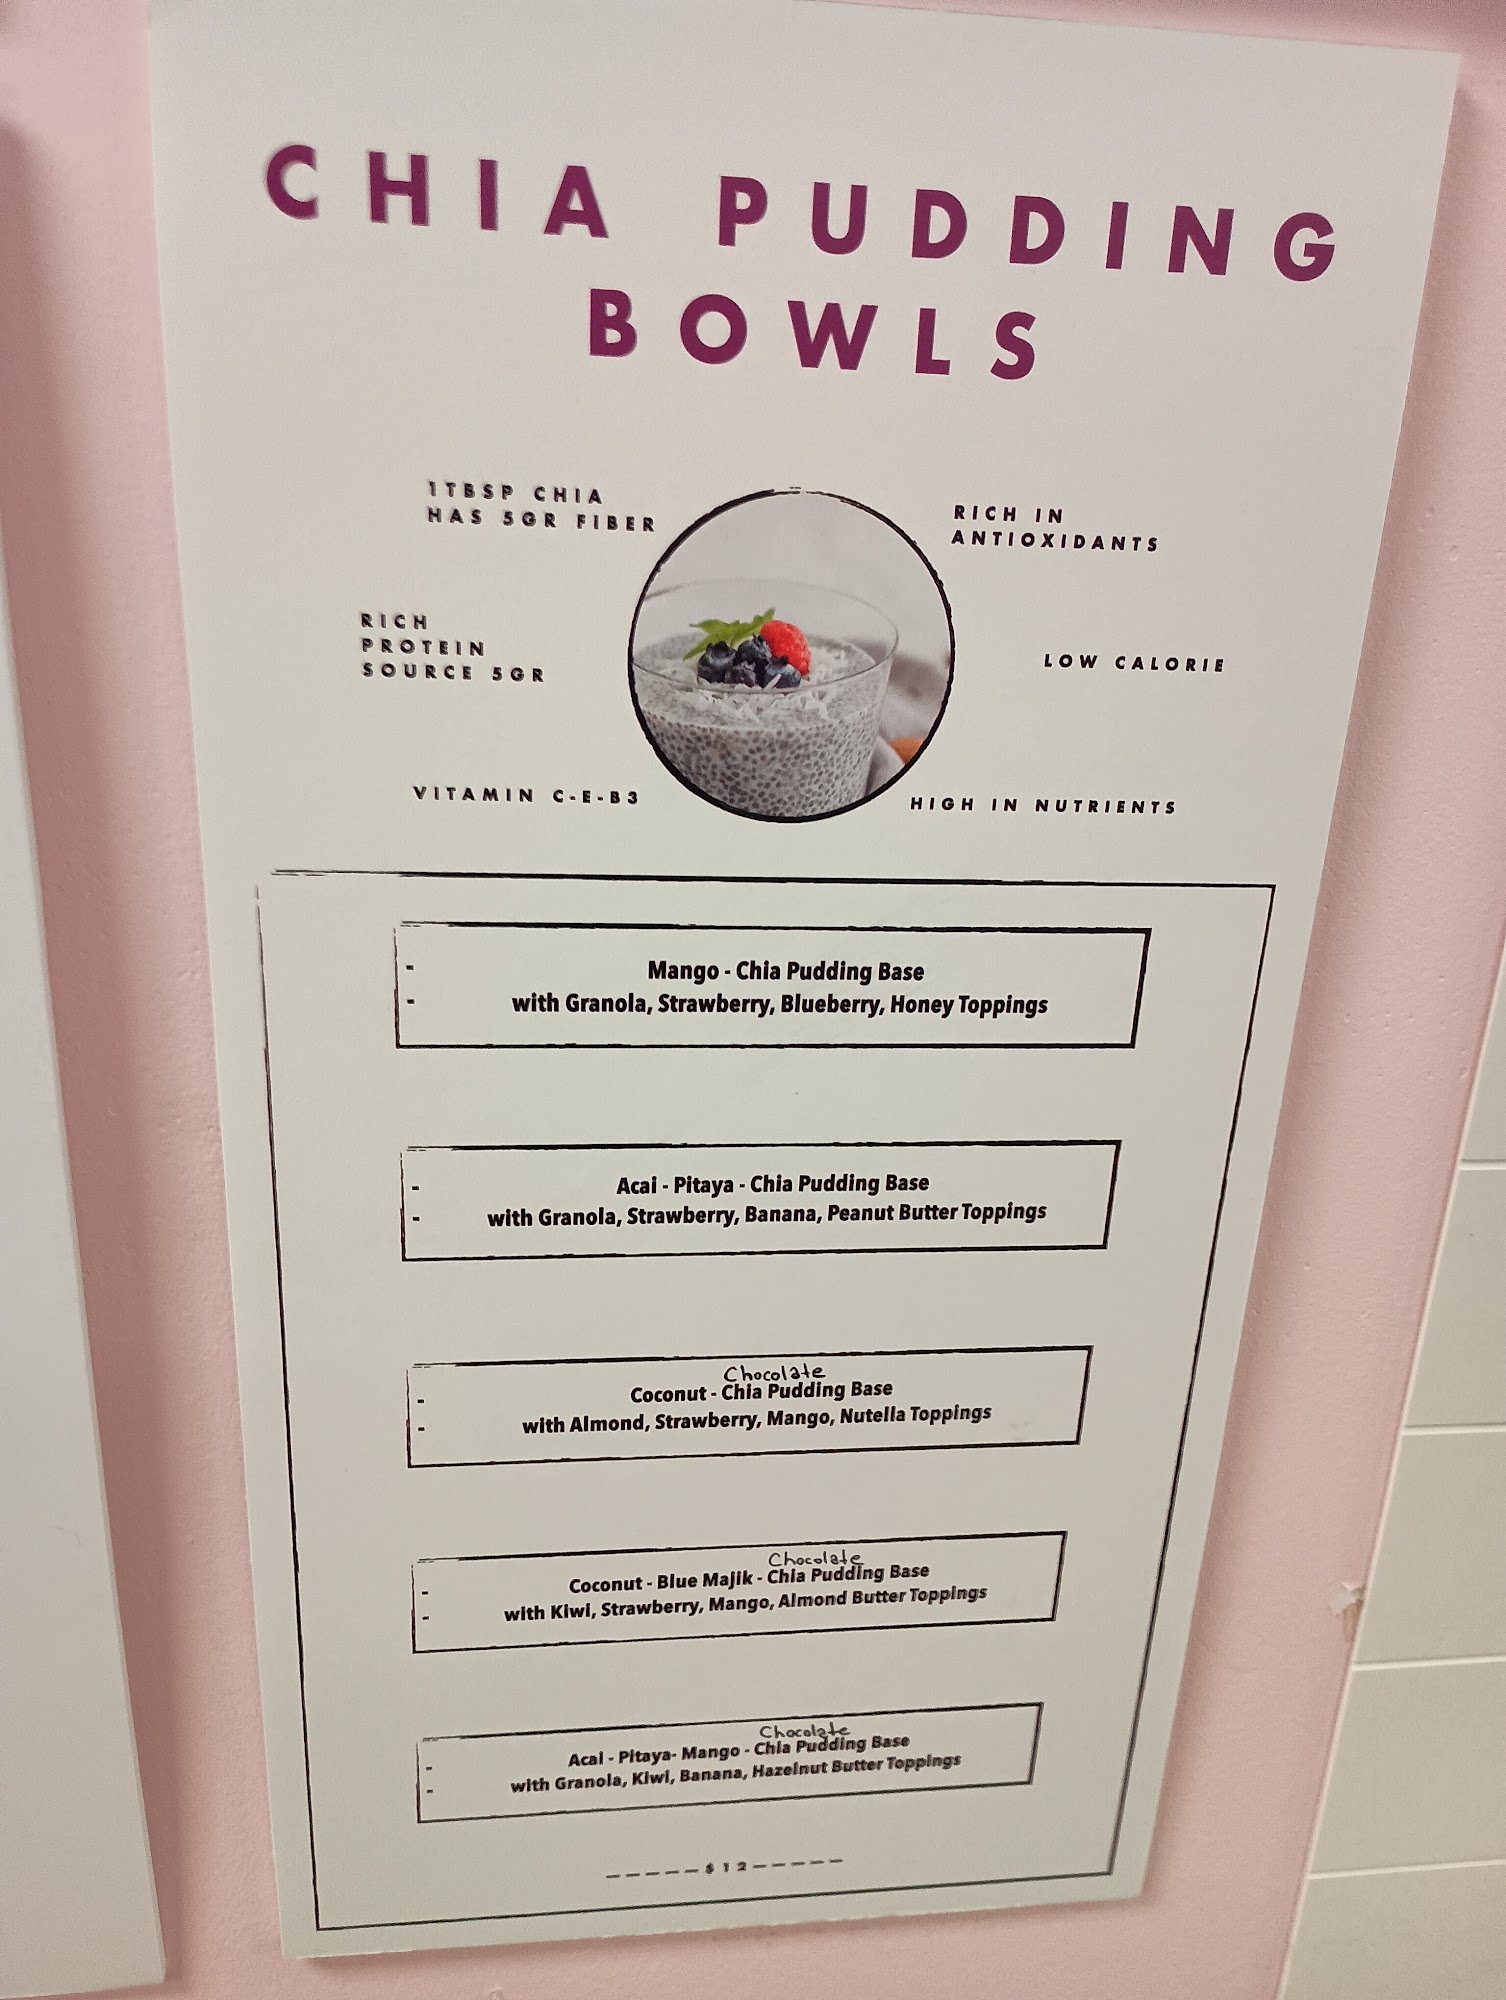 CHIA PUDDING
BOWLS
1TBSP CHIA
HAS 5GR FIBER
RICH IN
ANTIOXIDANTS
RICH
PROTEIN
SOURCE 5GR
LOW CALORIE
VITAMIN C-E-B3
HIGH IN NUTRIENTS
- Mango - Chia Pudding Base
- with Granola, Strawberry, Blueberry, Honey Toppings
- Acai - Pitaya - Chia Pudding Base
- with Granola, Strawberry, Banana, Peanut Butter Toppings
Chocolate
- Coconut - Chia Pudding Base
- with Almond, Strawberry, Mango, Nutella Toppings
Chocolate
- Coconut - Blue Majik - Chia Pudding Base
- with Kiwi, Strawberry, Mango, Almond Butter Toppings
Chocolate
- Acai - Pitaya- Mango - Chia Pudding Base
- with Granola, Kiwi, Banana, Hazelnut Butter Toppings
-----$12-----